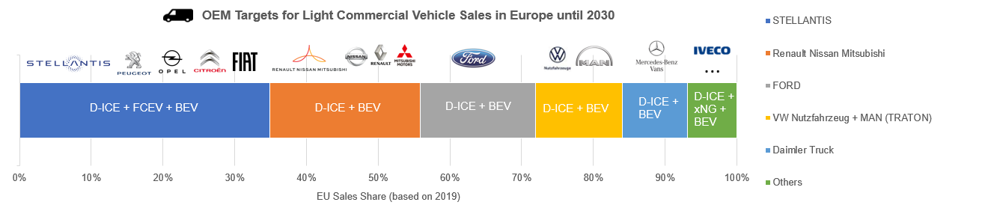 OEM Targets for Light Commercial Vehicle Sales in Europe until 2030
STELLANTIS
PEUGEOT
OPEL
CITROËN
FIAT
RENAULT NISSAN MITSUBISHI
NISSAN
RENAULT
MITSUBISHI
MOTORS
Ford
Nutzfahrzeuge
MAN
Mercedes-Benz
Vans
IVECO
...
D-ICE + FCEV + BEV
D-ICE + BEV
D-ICE + BEV
D-ICE + BEV
D-ICE +
BEV
D-ICE +
xNG +
BEV
0%
10%
20%
30%
40%
50%
60%
70%
80%
90%
100%
EU Sales Share (based on 2019)
STELLANTIS
Renault Nissan Mitsubishi
FORD
VW Nutzfahrzeug + MAN (TRATON)
Daimler Truck
Others